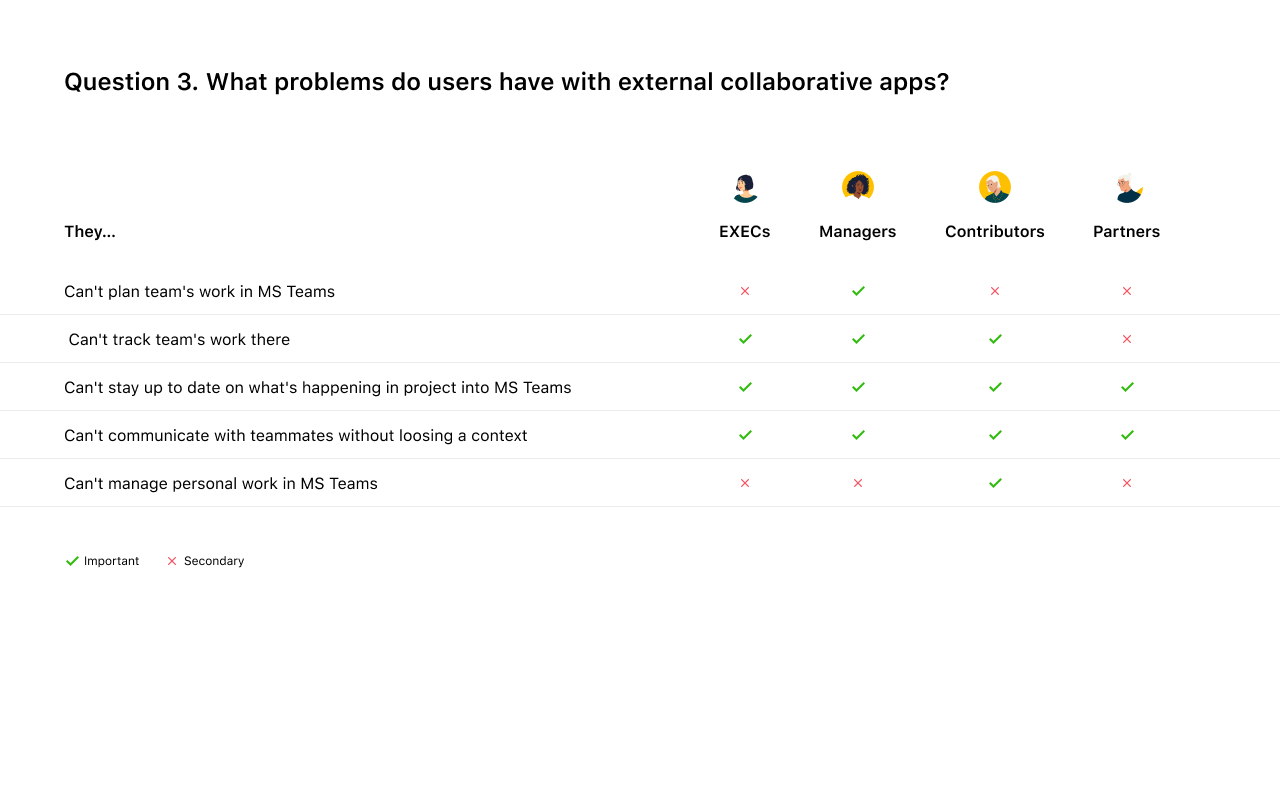 Question 3. What problems do users have with external collaborative apps?
They... EXECs Managers Contributors Partners
Can't plan team's work in MS Teams
Can't track team's work there
Can't stay up to date on what's happening in project into MS Teams
Can't communicate with teammates without loosing a context
Can't manage personal work in MS Teams
Important Secondary